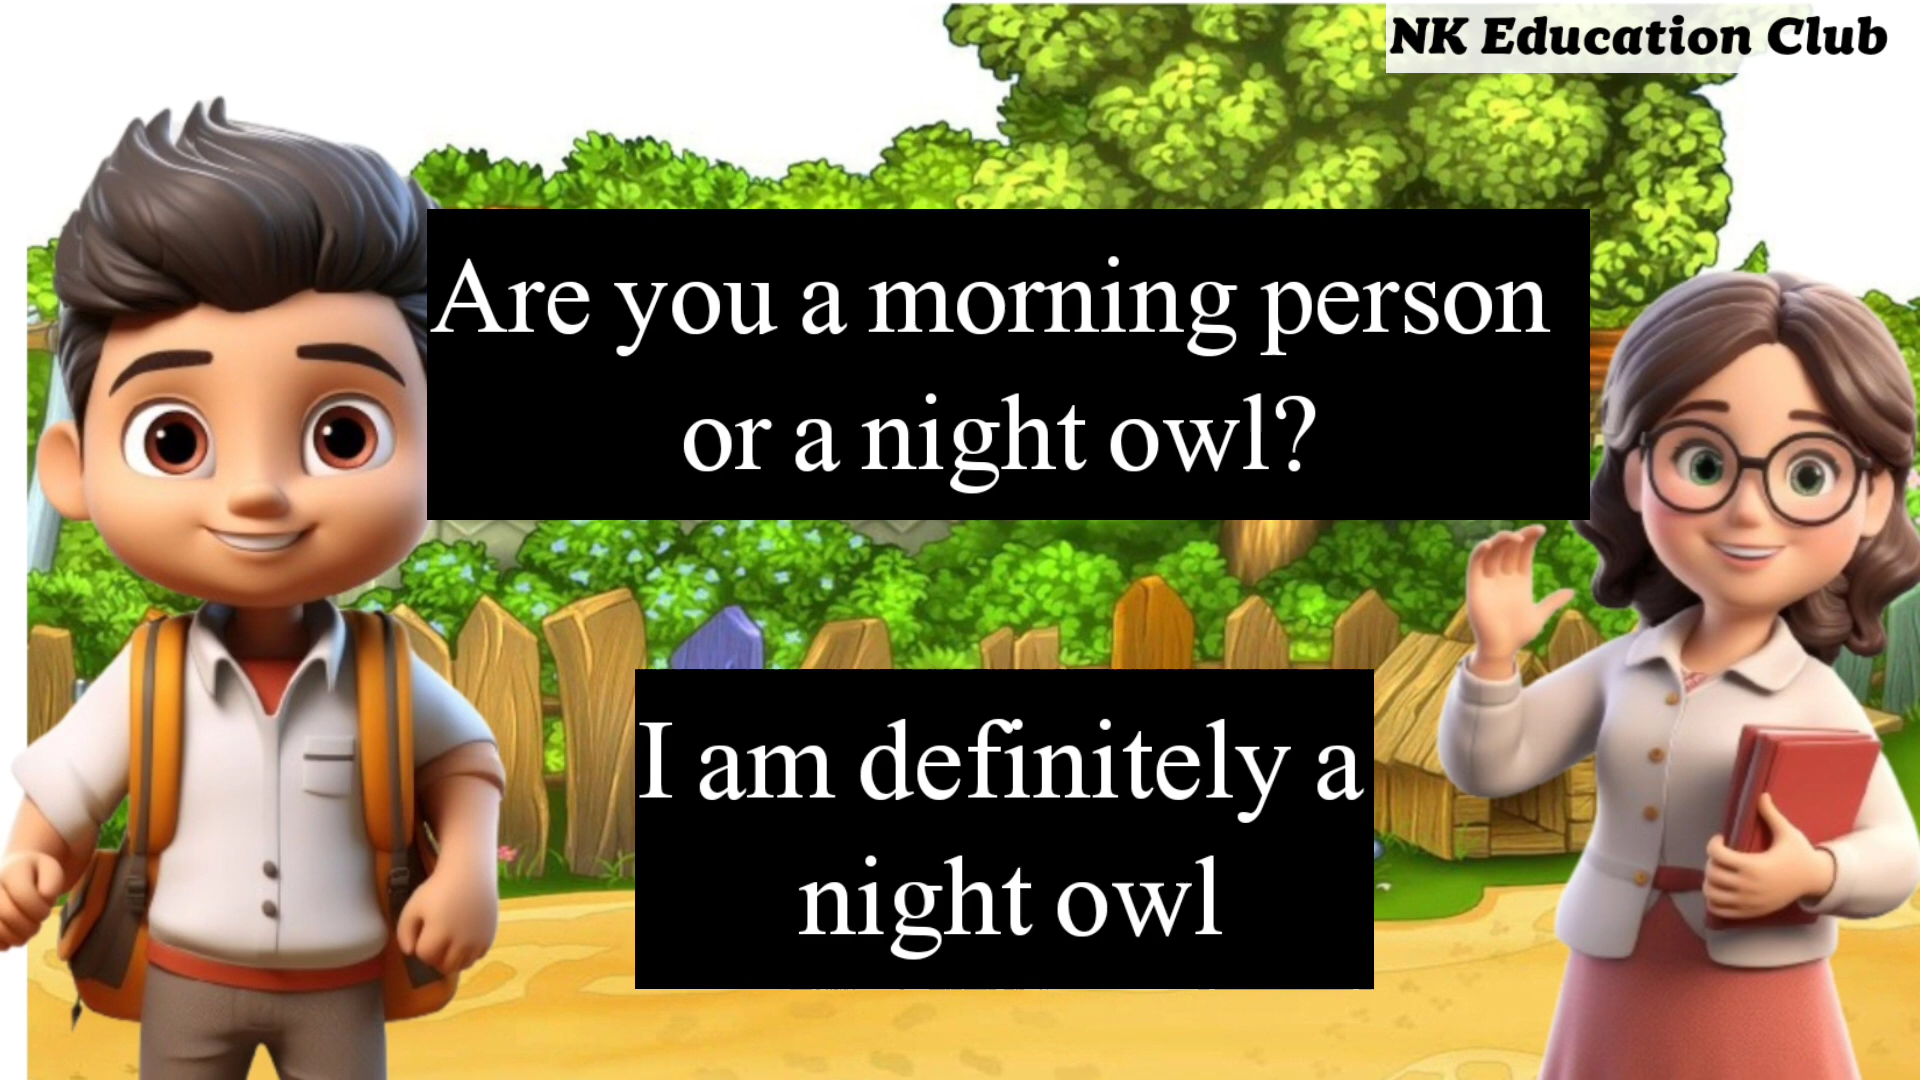 NK Education Club
Are you a morning person
or a night owl?
I am definitely a
night owl